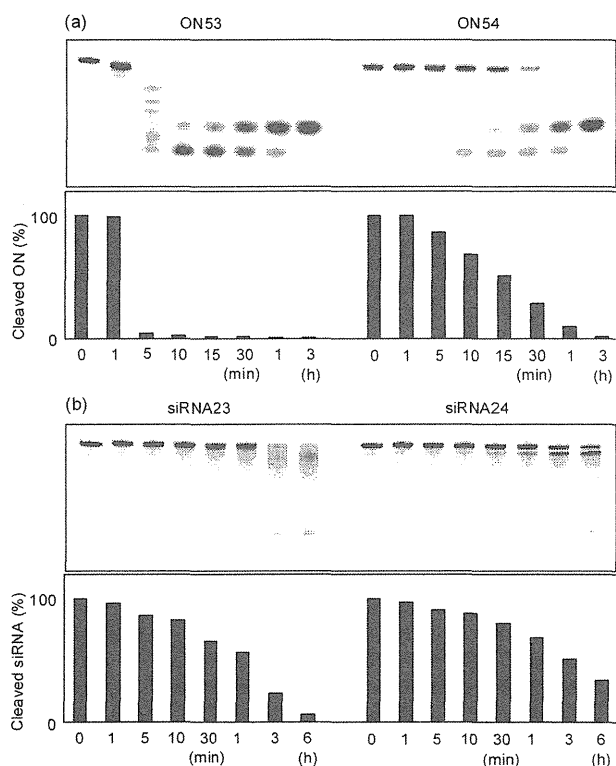 (a)
ON53 ON54
100
0
Cleaved ON (%)
0 1 5 10 15 30 1 3 0 1 5 10 15 30 1 3
(min) (h) (min) (h)
(b)
siRNA23 siRNA24
100
0
Cleaved siRNA (%)
0 1 5 10 30 1 3 6 0 1 5 10 30 1 3 6
(min) (h) (min) (h)